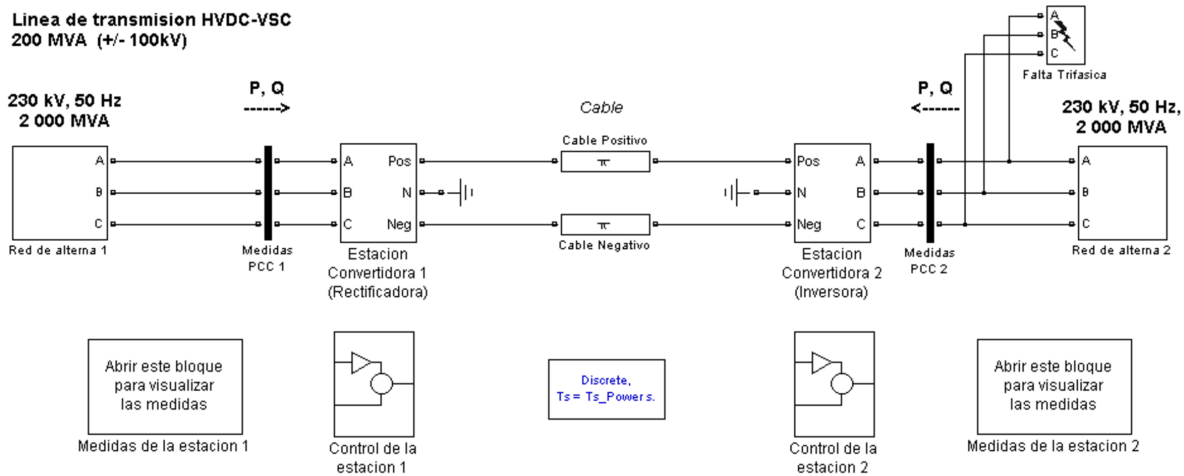 Linea de transmision HVDC-VSC
200 MVA (+/- 100kV)
A
B
C
Falta Trifasica
230 kV, 50 Hz
2 000 MVA
P, Q
Cable
P, Q
230 kV, 50 Hz,
2 000 MVA
Cable Positivo
A
A
Pos
π
Pos
A
A
B
B
N
N
B
B
C
C
Neg
π
Neg
C
C
Red de alterna 1
Medidas
PCC 1
Estacion
Convertidora 1
(Rectificadora)
Cable Negativo
Estacion
Convertidora 2
(Inversora)
Medidas
PCC 2
Red de alterna 2
Abrir este bloque
para visualizar
las medidas
Medidas de la estacion 1
Control de la
estacion 1
Discrete,
Ts = Ts_Power s.
Control de la
estacion 2
Abrir este bloque
para visualizar
las medidas
Medidas de la estacion 2